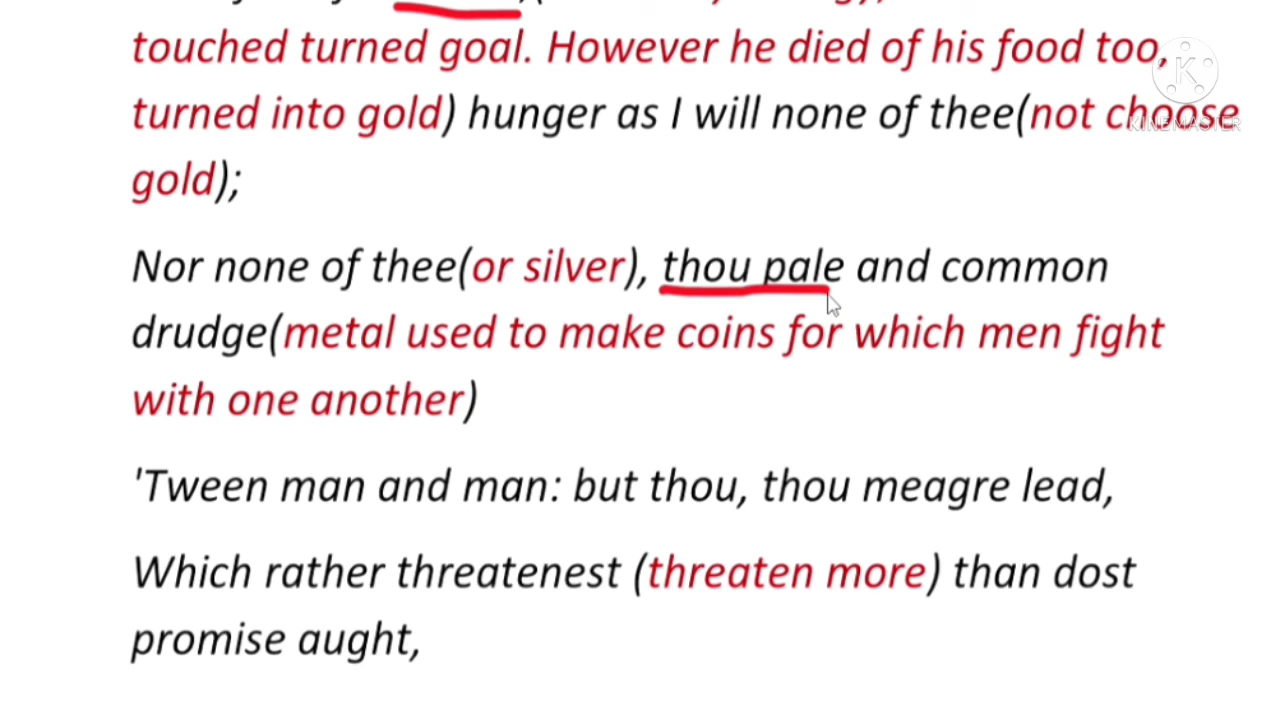 touched turned goal. However he died of his food too,
turned into gold) hunger as I will none of thee(not choose
gold);
Nor none of thee(or silver), thou pale and common
drudge(metal used to make coins for which men fight
with one another)
'Tween man and man: but thou, thou meagre lead,
Which rather threatenest (threaten more) than dost
promise aught,
K
KINEMASTER